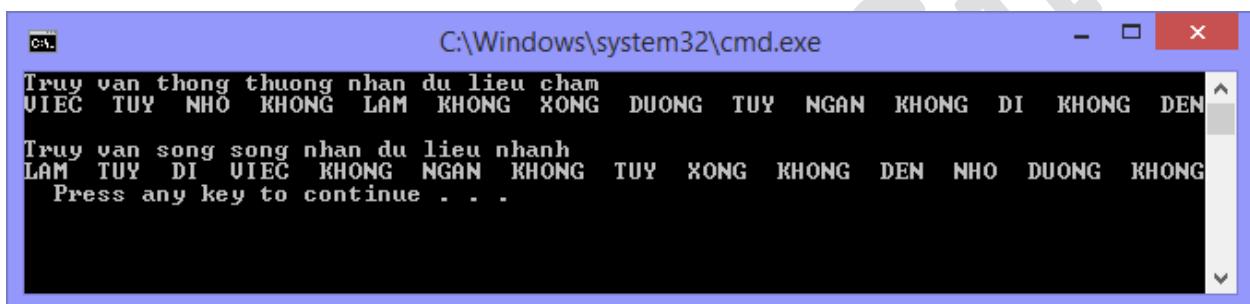 C:\Windows\system32\cmd.exe
Truy van thong thuong nhan du lieu cham
VIEC TUY NHO KHONG LAM KHONG XONG DUONG TUY NGAN KHONG DI KHONG DEN
Truy van song song nhan du lieu nhanh
LAM TUY DI VIEC KHONG NGAN KHONG TUY XONG KHONG DEN NHO DUONG KHONG
Press any key to continue . . .